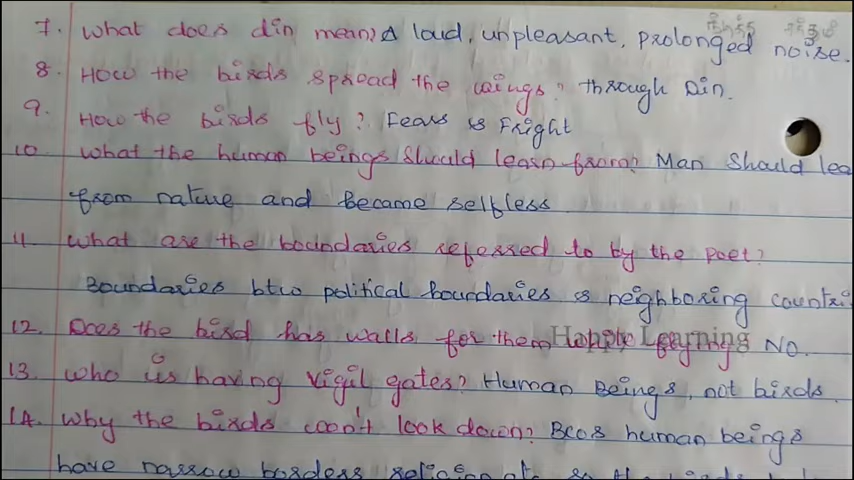 7. What does din mean? A loud, unpleasant, prolonged noise.
8. How the birds spread the wings? through Din.
9. How the birds fly? Fears is Fright
10. What the human beings should learn from? Man should lea
from nature and became selfless
11. What are the boundaries referred to by the poet?
Boundaries btw political boundaries is neighboring countri
12. Does the bird has walls for them Happy Learning No.
13. Who is having vigil gates? Human Beings, not birds.
14. Why the birds con't look down? Bcos human beings
have narrow borders